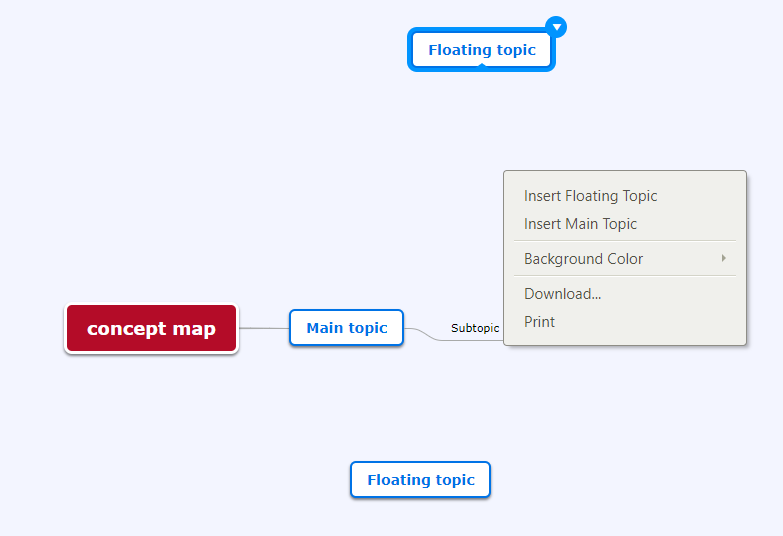 Floating topic
Insert Floating Topic
Insert Main Topic
Background Color
Download...
Print
concept map
Main topic
Subtopic
Floating topic